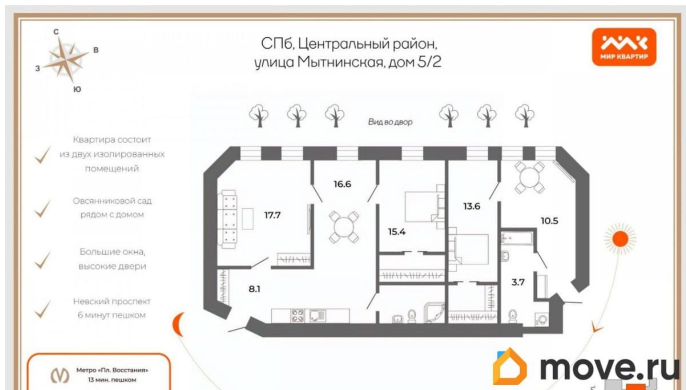 СПб, Центральный район,
улица Мытнинская, дом 5/2
МИР КВАРТИР
С
В
З
Ю
Вид во двор
Квартира состоит
из двух изолированных
помещений
Овсянниковой сад
рядом с домом
Большие окна,
высокие двери
Невский проспект
6 минут пешком
Метро «Пл. Восстания»
13 мин. пешком
16.6
17.7
15.4
13.6
10.5
8.1
3.7
move.ru